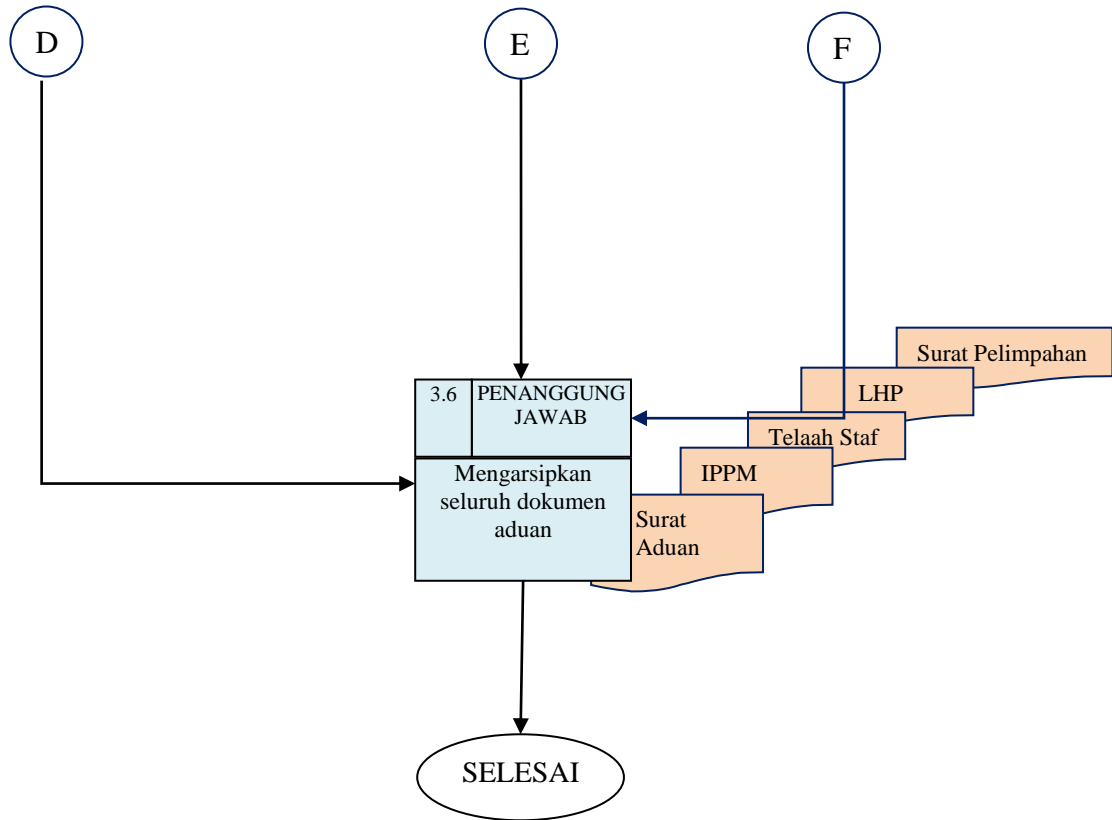 D
E
F
Surat Pelimpahan
LHP
3.6
PENANGGUNG
JAWAB
Telaah Staf
IPPM
Mengarsipkan
seluruh dokumen
aduan
Surat
Aduan
SELESAI